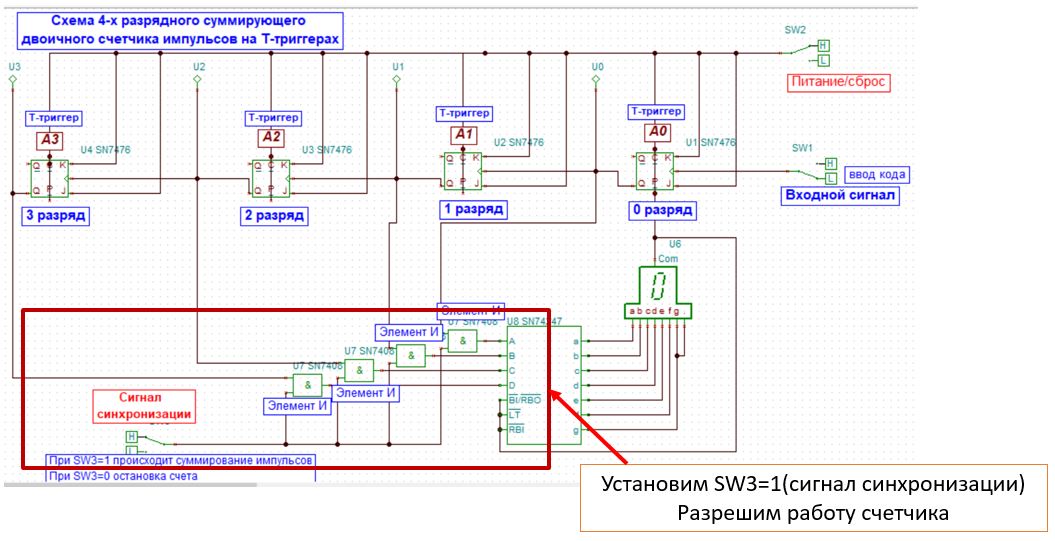 Схема 4-х разрядного суммирующего
двоичного счетчика импульсов на Т-триггерах
SW2
H
L
Питание/сброс
U3
U2
U1
U0
Т-триггер
Т-триггер
Т-триггер
Т-триггер
A3
A2
A1
A0
U4 SN7476
U3 SN7476
U2 SN7476
U1 SN7476
Q C K
Q P J
Q C K
Q P J
Q C K
Q P J
Q C K
Q P J
SW1
H
L
ввод кода
Входной сигнал
3 разряд
2 разряд
1 разряд
0 разряд
U6
Com
0
a b c d e f g .
Элемент И
U7 SN7408
U8 SN74247
Элемент И
U7 SN7408
U7 SN7408
&
&
&
&
A
B
C
D
BI/RBO
LT
RBI
a
b
c
d
e
f
g
Элемент И
Элемент И
Сигнал
синхронизации
H
L
При SW3=1 происходит суммирование импульсов
При SW3=0 остановка счета
Установим SW3=1(сигнал синхронизации)
Разрешим работу счетчика